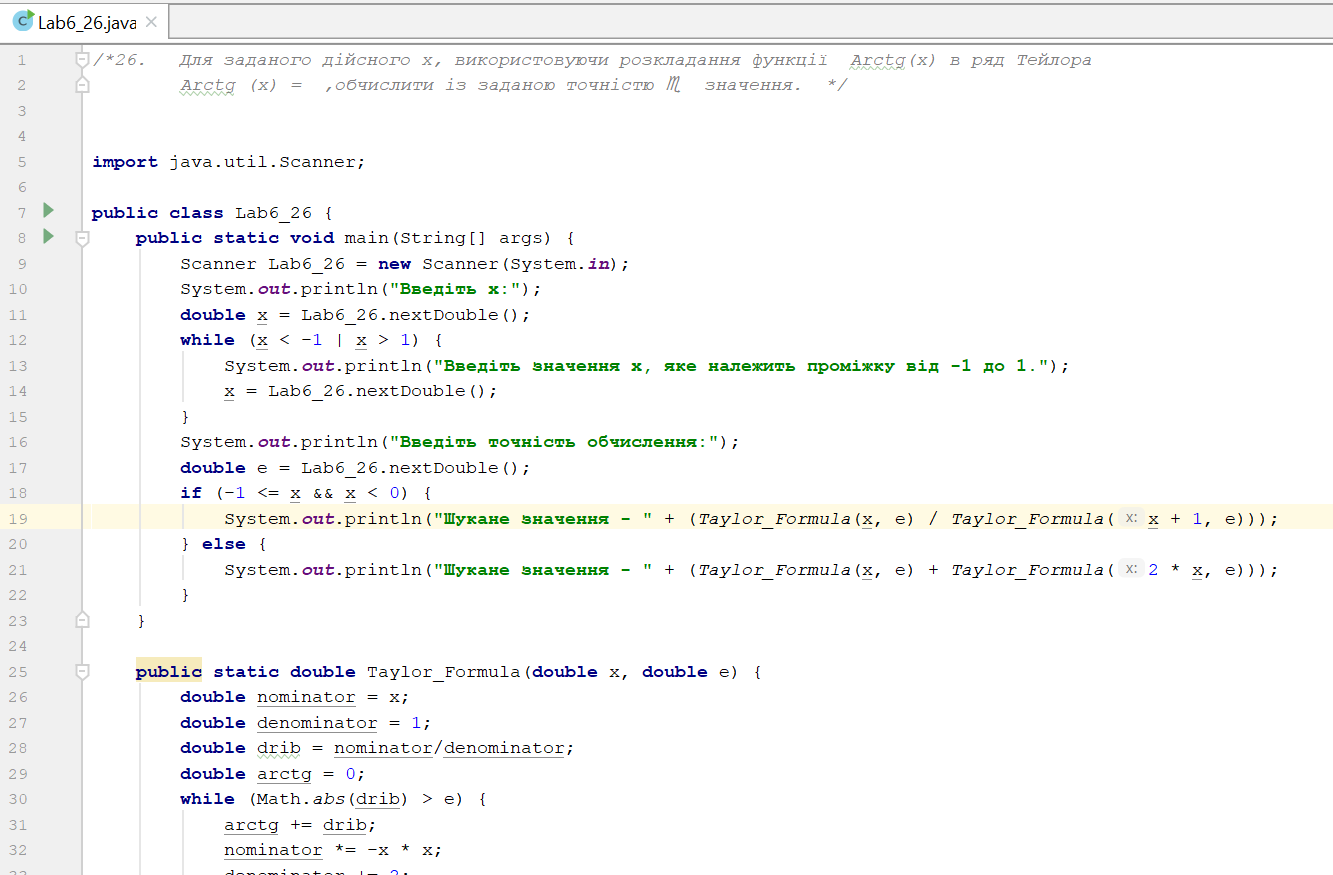 Lab6_26.java
1 /*26. Для заданого дійсного x, використовуючи розкладання функції Arctg(x) в ряд Тейлора
2 Arctg (x) = ,обчислити із заданою точністю ♏ значення. */
3
4
5 import java.util.Scanner;
6
7 public class Lab6_26 {
8 public static void main(String[] args) {
9 Scanner Lab6_26 = new Scanner(System.in);
10 System.out.println("Введіть x:");
11 double x = Lab6_26.nextDouble();
12 while (x < -1 | x > 1) {
13 System.out.println("Введіть значення x, яке належить проміжку від -1 до 1.");
14 x = Lab6_26.nextDouble();
15 }
16 System.out.println("Введіть точність обчислення:");
17 double e = Lab6_26.nextDouble();
18 if (-1 <= x && x < 0) {
19 System.out.println("Шукане значення - " + (Taylor_Formula(x, e) / Taylor_Formula( x: x + 1, e)));
20 } else {
21 System.out.println("Шукане значення - " + (Taylor_Formula(x, e) + Taylor_Formula( x: 2 * x, e)));
22 }
23 }
24
25 public static double Taylor_Formula(double x, double e) {
26 double nominator = x;
27 double denominator = 1;
28 double drib = nominator/denominator;
29 double arctg = 0;
30 while (Math.abs(drib) > e) {
31 arctg += drib;
32 nominator *= -x * x;
33 denominator += 2;